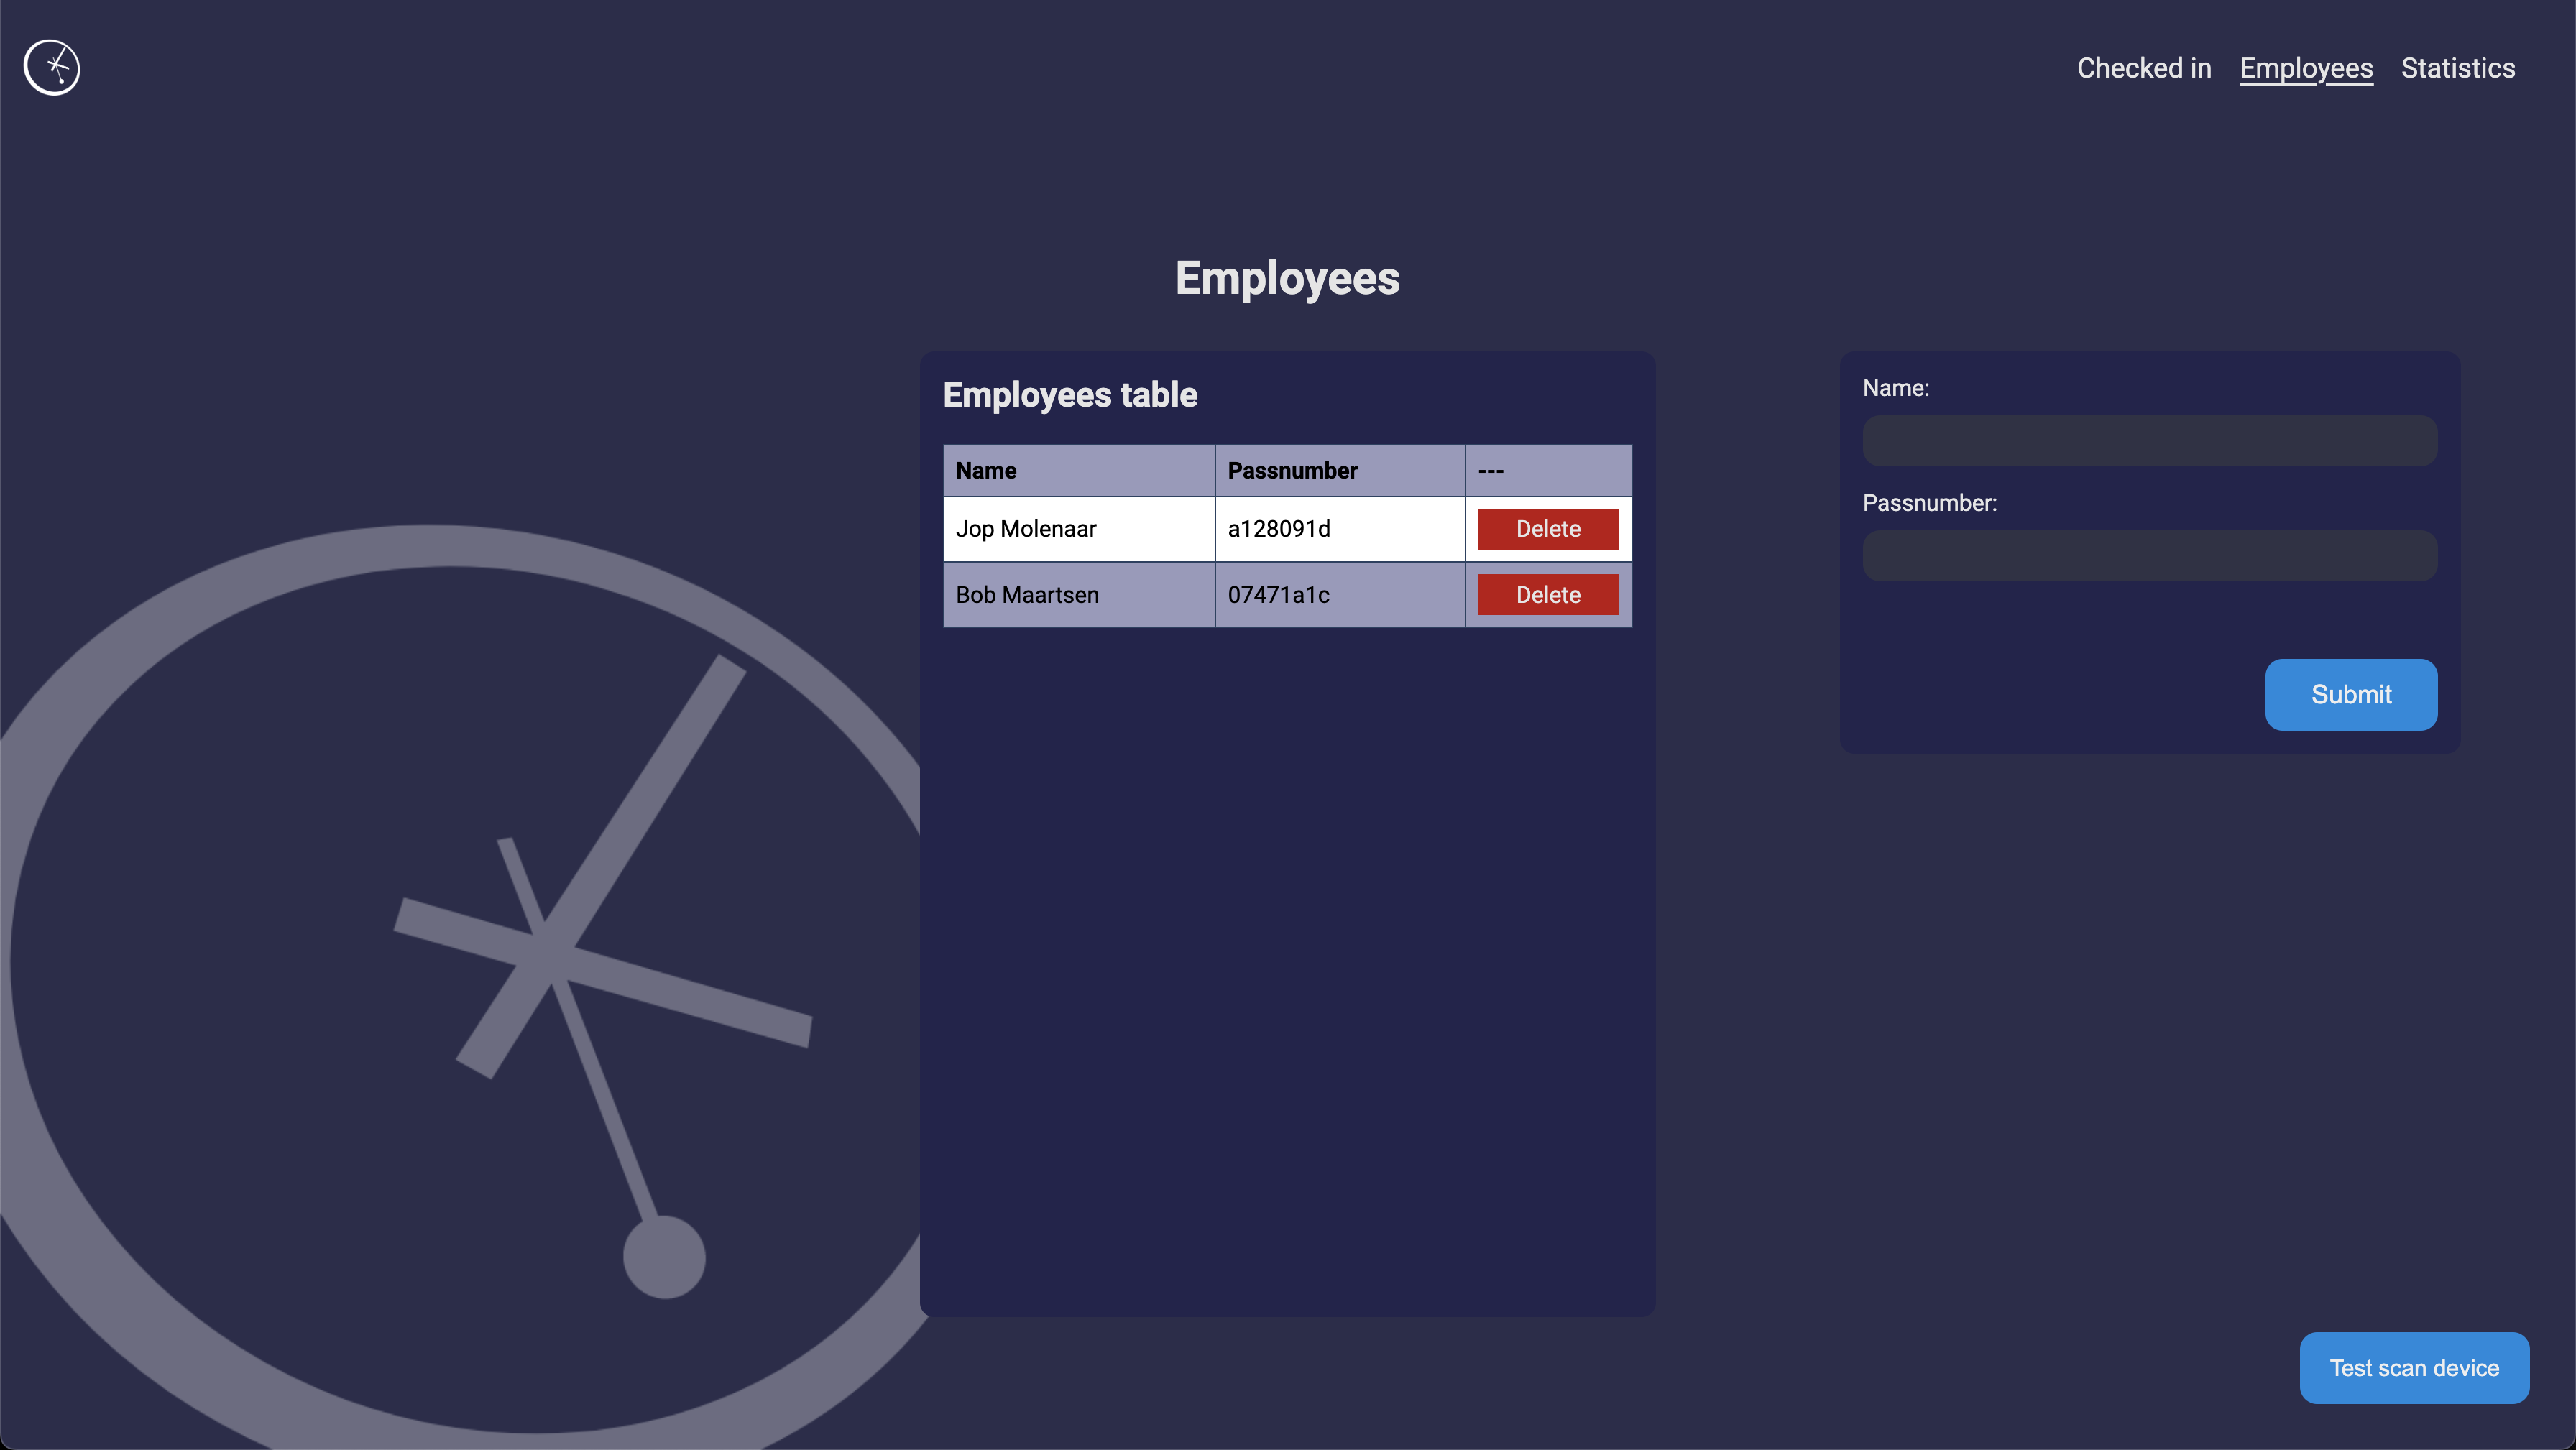 Checked in Employees Statistics
Employees
Employees table
Name Passnumber ---
Jop Molenaar a128091d Delete
Bob Maartsen 07471a1c Delete
Name:
Passnumber:
Submit
Test scan device